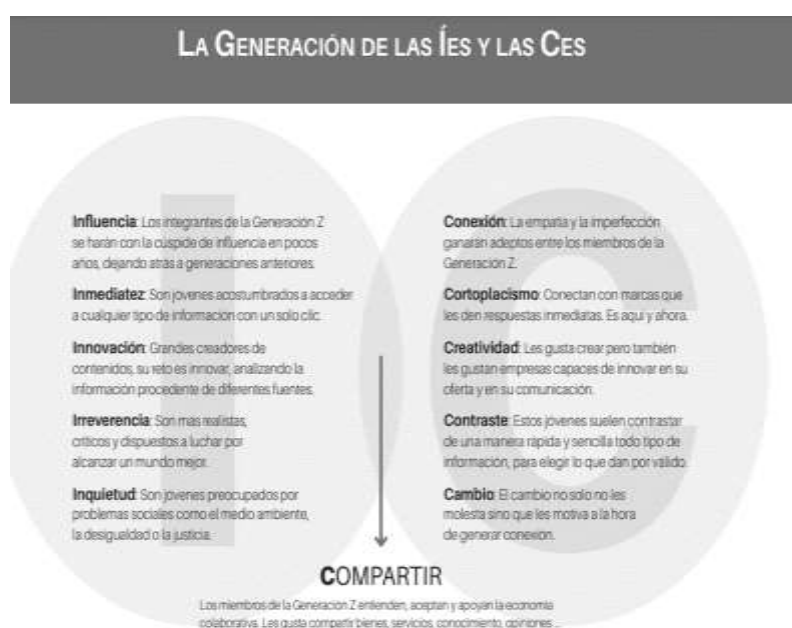 LA GENERACIÓN DE LAS ÍES Y LAS CES
Influencia: Los integrantes de la Generación Z
se harán con la cúspide de influencia en pocos
años, dejando atrás a generaciones anteriores.
Inmediatez: Son jóvenes acostumbrados a acceder
a cualquier tipo de información con un solo clic.
Innovación: Grandes creadores de
contenidos, su reto es innovar, analizando la
información procedente de diferentes fuentes.
Irreverencia: Son más realistas,
críticos y dispuestos a luchar por
alcanzar un mundo mejor.
Inquietud: Son jóvenes preocupados por
problemas sociales como el medio ambiente,
la desigualdad o la justicia.
I
Conexión: La empatía y la imperfección
ganarán adeptos entre los miembros de la
Generación Z.
Cortoplacismo: Conectan con marcas que
les den respuestas inmediatas. Es aquí y ahora.
Creatividad: Les gusta crear pero también
les gustan empresas capaces de innovar en su
oferta y en su comunicación.
Contraste: Estos jóvenes suelen contrastar
de una manera rápida y sencilla todo tipo de
información, para elegir lo que dan por válido.
Cambio: El cambio no solo no les
molesta sino que les motiva a la hora
de generar conexión.
C
COMPARTIR
Los miembros de la Generación Z entienden, aceptan y apoyan la economía
colaborativa. Les gusta compartir bienes, servicios, conocimiento, opiniones ...